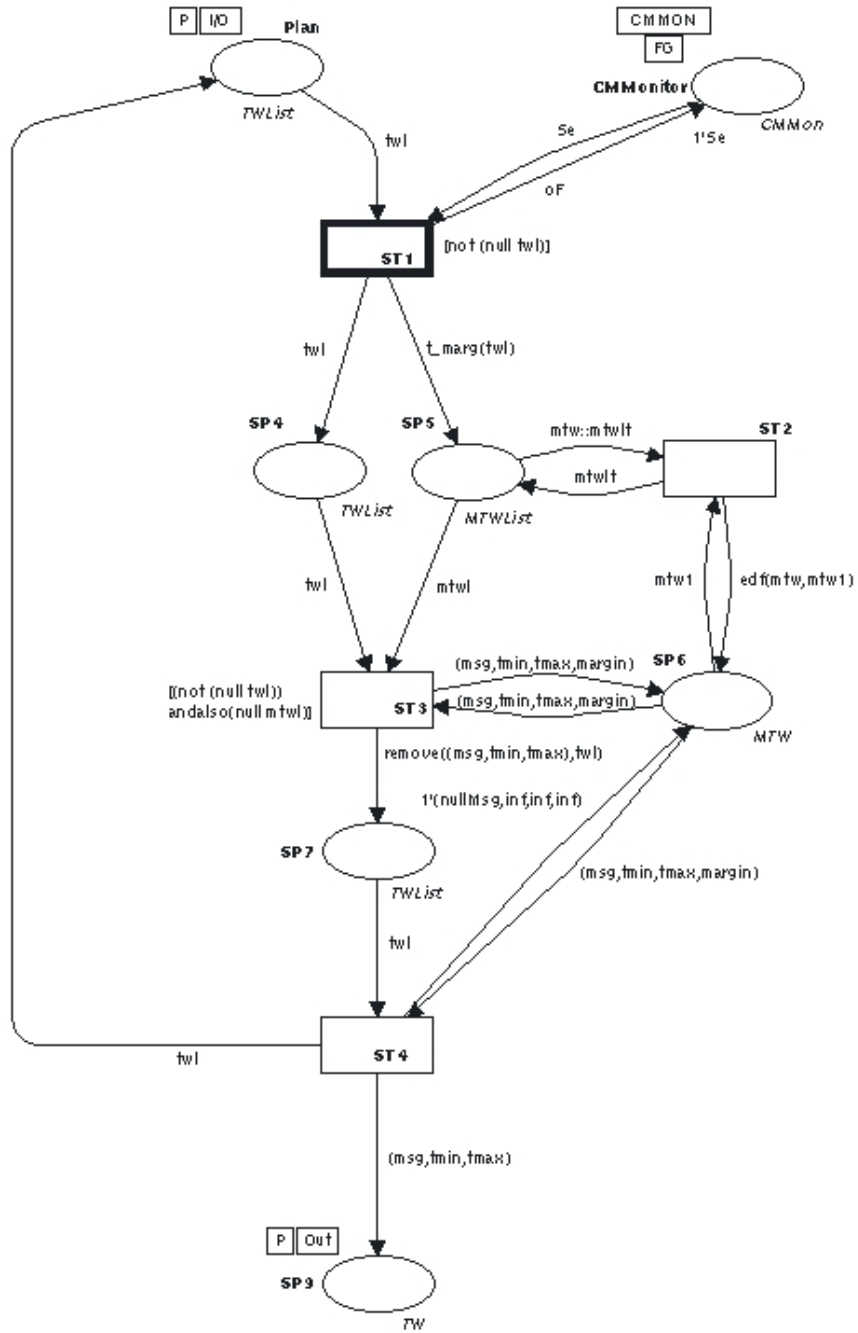 P I/O
Plan
TWList
CMMON
FG
CMMonitor
CMMon
twl
Se
1'Se
oF
ST1
[not (null twl)]
twl
t_marg(twl)
SP4
TWList
SP5
MTWList
mtw::mtwlt
mtwlt
ST2
twl
mtwl
mtw1
edf(mtw,mtw1)
[(not (null twl))
andalso(null mtwl)]
ST3
(msg,tmin,tmax,margin)
(msg,tmin,tmax,margin)
SP6
MTW
remove((msg,tmin,tmax),twl)
1'(nullMsg,inf,inf,inf)
SP7
TWList
(msg,tmin,tmax,margin)
twl
ST4
twl
(msg,tmin,tmax)
P Out
SP9
TW